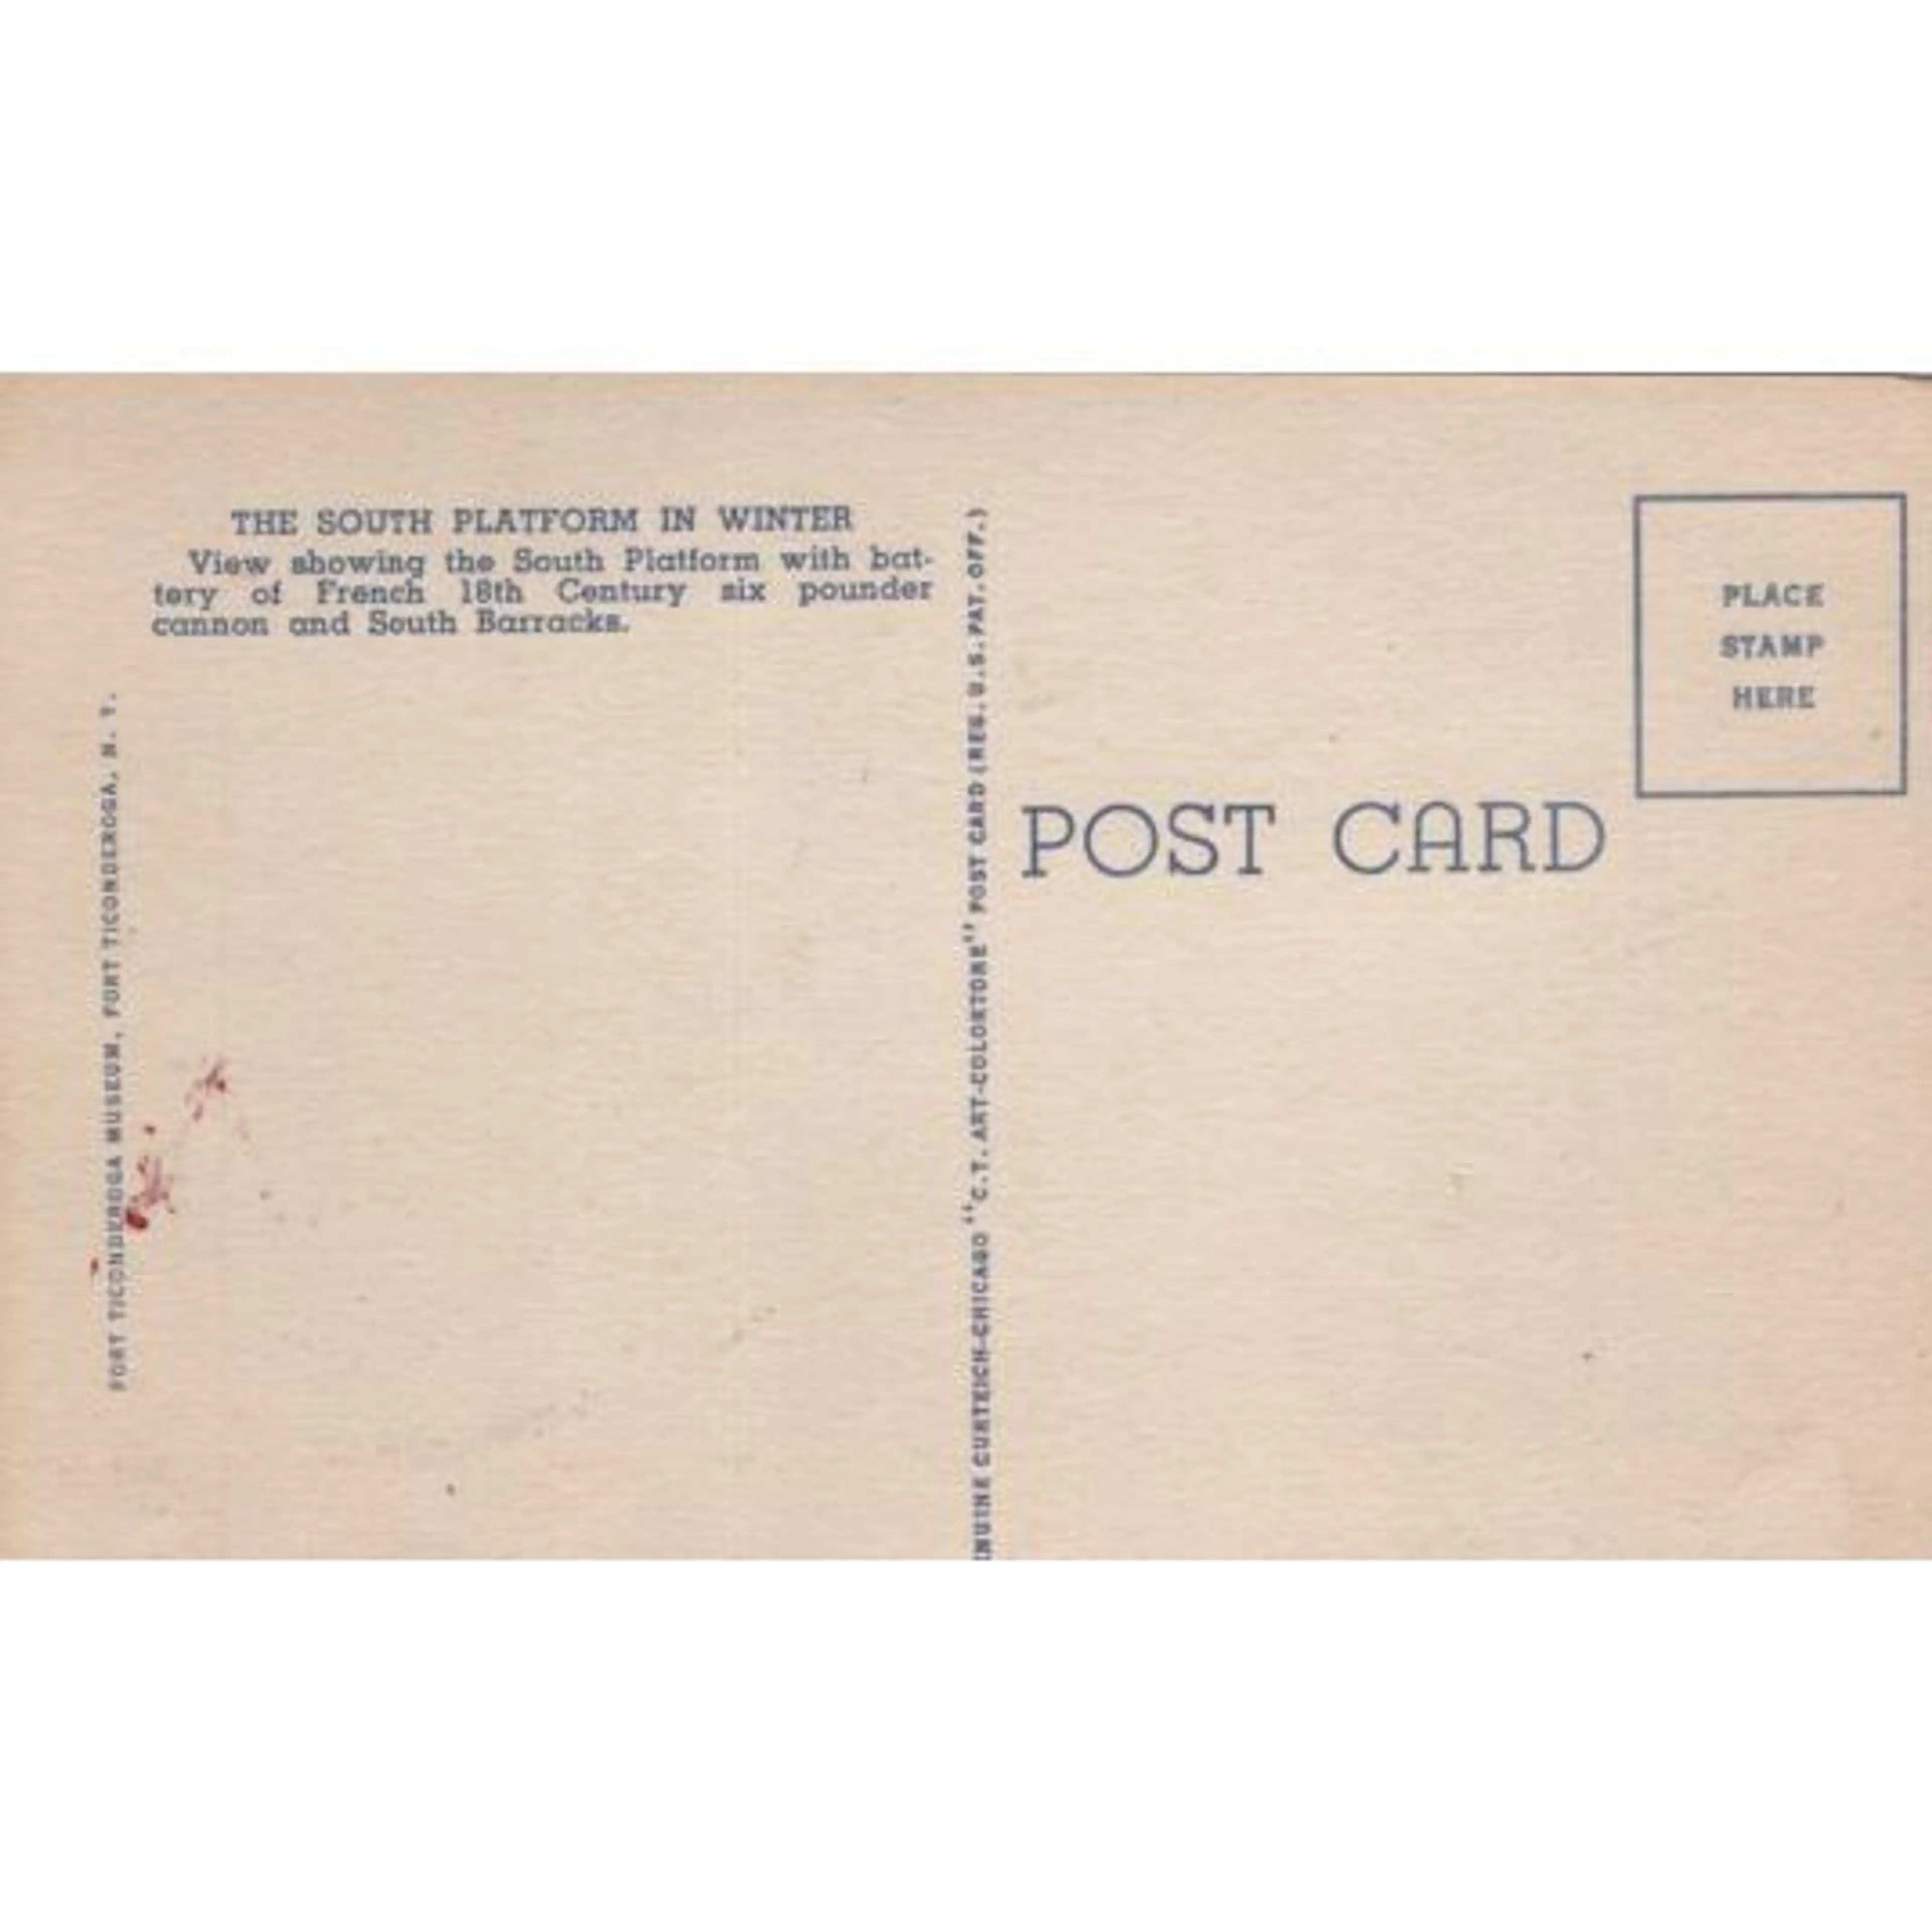 THE SOUTH PLATFORM IN WINTER
View showing the South Platform with bat-
tery of French 18th Century six pounder
cannon and South Barracks.
FORT TICONDEROGA MUSEUM, FORT TICONDEROGA, N. Y.
NUINE CURTEICH-CHICAGO "C.T. ART-COLORTONE" POST CARD (REG. U.S. PAT. OFF.)
POST CARD
PLACE
STAMP
HERE